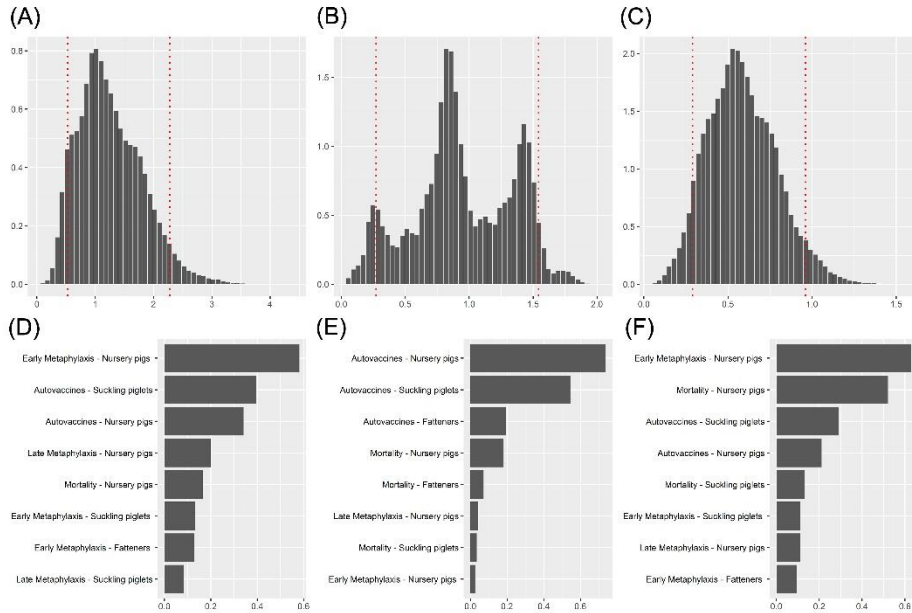 (A)
(B)
(C)
0.8
0.6
0.4
0.2
0.0
0
1
2
3
4
1.5
1.0
0.5
0.0
0.0
0.5
1.0
1.5
2.0
2.0
1.5
1.0
0.5
0.0
0.0
0.5
1.0
1.5
(D)
(E)
(F)
Early Metaphylaxis - Nursery pigs
Autovaccines - Suckling piglets
Autovaccines - Nursery pigs
Late Metaphylaxis - Nursery pigs
Mortality - Nursery pigs
Early Metaphylaxis - Suckling piglets
Early Metaphylaxis - Fatteners
Late Metaphylaxis - Suckling piglets
0.0
0.2
0.4
0.6
Autovaccines - Nursery pigs
Autovaccines - Suckling piglets
Autovaccines - Fatteners
Mortality - Nursery pigs
Mortality - Fatteners
Late Metaphylaxis - Nursery pigs
Mortality - Suckling piglets
Early Metaphylaxis - Nursery pigs
0.0
0.2
0.4
0.6
Early Metaphylaxis - Nursery pigs
Mortality - Nursery pigs
Autovaccines - Suckling piglets
Autovaccines - Nursery pigs
Mortality - Suckling piglets
Early Metaphylaxis - Suckling piglets
Late Metaphylaxis - Nursery pigs
Early Metaphylaxis - Fatteners
0.0
0.2
0.4
0.6